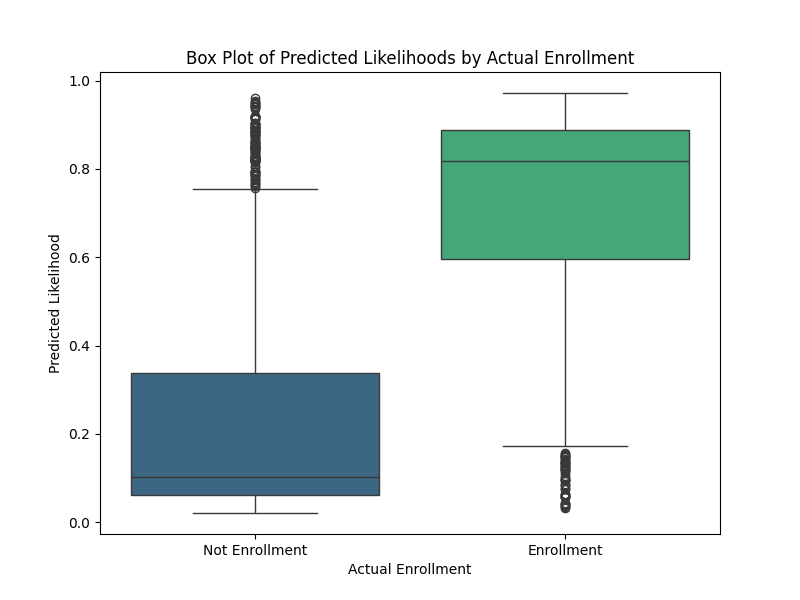 Box Plot of Predicted Likelihoods by Actual Enrollment
1.0
0.8
0.6
0.4
0.2
0.0
Predicted Likelihood
Not Enrollment
Enrollment
Actual Enrollment